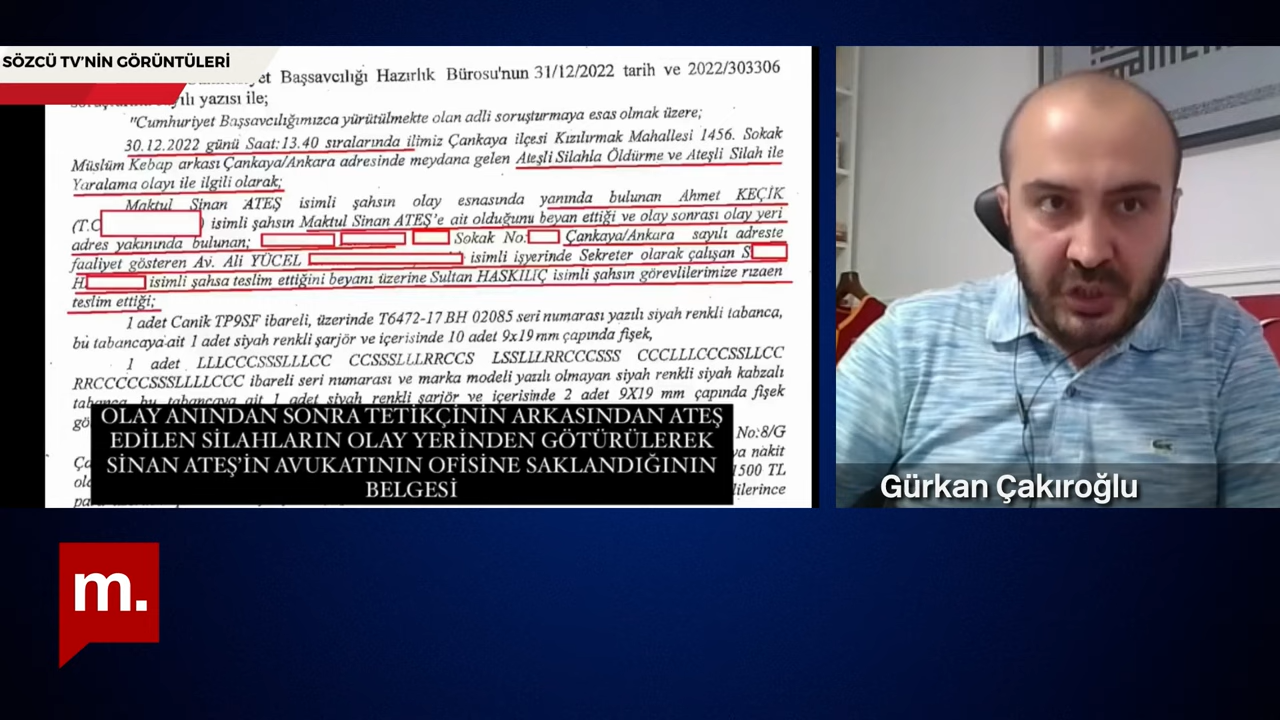 SÖZCÜ TV'NİN GÖRÜNTÜLERİ
Başsavcılığı Hazırlık Bürosu'nun 31/12/2022 tarih ve 2022/303306
yazısı ile;
"Cumhuriyet Başsavcılığımızca yürütülmekte olan adli soruşturmaya esas olmak üzere;
30.12.2022 günü Saat:13.40 sıralarında ilimiz Çankaya ilçesi Kızılırmak Mahallesi 1456. Sokak
Müslüm Kebap arkası Çankaya/Ankara adresinde meydana gelen Ateşli Silahla Öldürme ve Ateşli Silah ile
Yaralama olayı ile ilgili olarak;
Maktul Sinan ATEŞ isimli şahsın olay esnasında yanında bulunan Ahmet KEÇİK
(T.C ) isimli şahsın Maktul Sinan ATEŞ'e ait olduğunu beyan ettiği ve olay sonrası olay yeri
adres yakınında bulunan; Sokak No: Çankaya/Ankara sayılı adreste
faaliyet gösteren Av. Ali YÜCEL isimli işyerinde Sekreter olarak çalışan S
H isimli şahsa teslim ettiğini beyanı üzerine Sultan HASKILIÇ isimli şahsın görevlilerimize rızaen
teslim ettiği;
1 adet Canik TP9SF ibareli, üzerinde T6472-17 BH 02085 seri numarası yazılı siyah renkli tabanca,
bu tabancaya ait 1 adet siyah renkli şarjör ve içerisinde 10 adet 9x19 mm çapında fişek,
1 adet LLLCCCSSSLLLCC CCSSSLLLRRCCS LSSLLLRRCCCSSS CCCLLLCCCSSLLCC
RRCCCCCSSSLLLLCCC ibareli seri numarası ve marka modeli yazılı olmayan siyah renkli siyah kabzalı
tabanca, bu tabancaya ait 1 adet siyah renkli şarjör ve içerisinde 2 adet 9X19 mm çapında fişek
No:8/G
nakit
1500 TL
OLAY ANINDAN SONRA TETİKÇİNİN ARKASINDAN ATEŞ
EDİLEN SİLAHLARIN OLAY YERİNDEN GÖTÜRÜLEREK
SİNAN ATEŞ'İN AVUKATININ OFİSİNE SAKLANDIĞININ
BELGESİ
Gürkan Çakıroğlu
m.